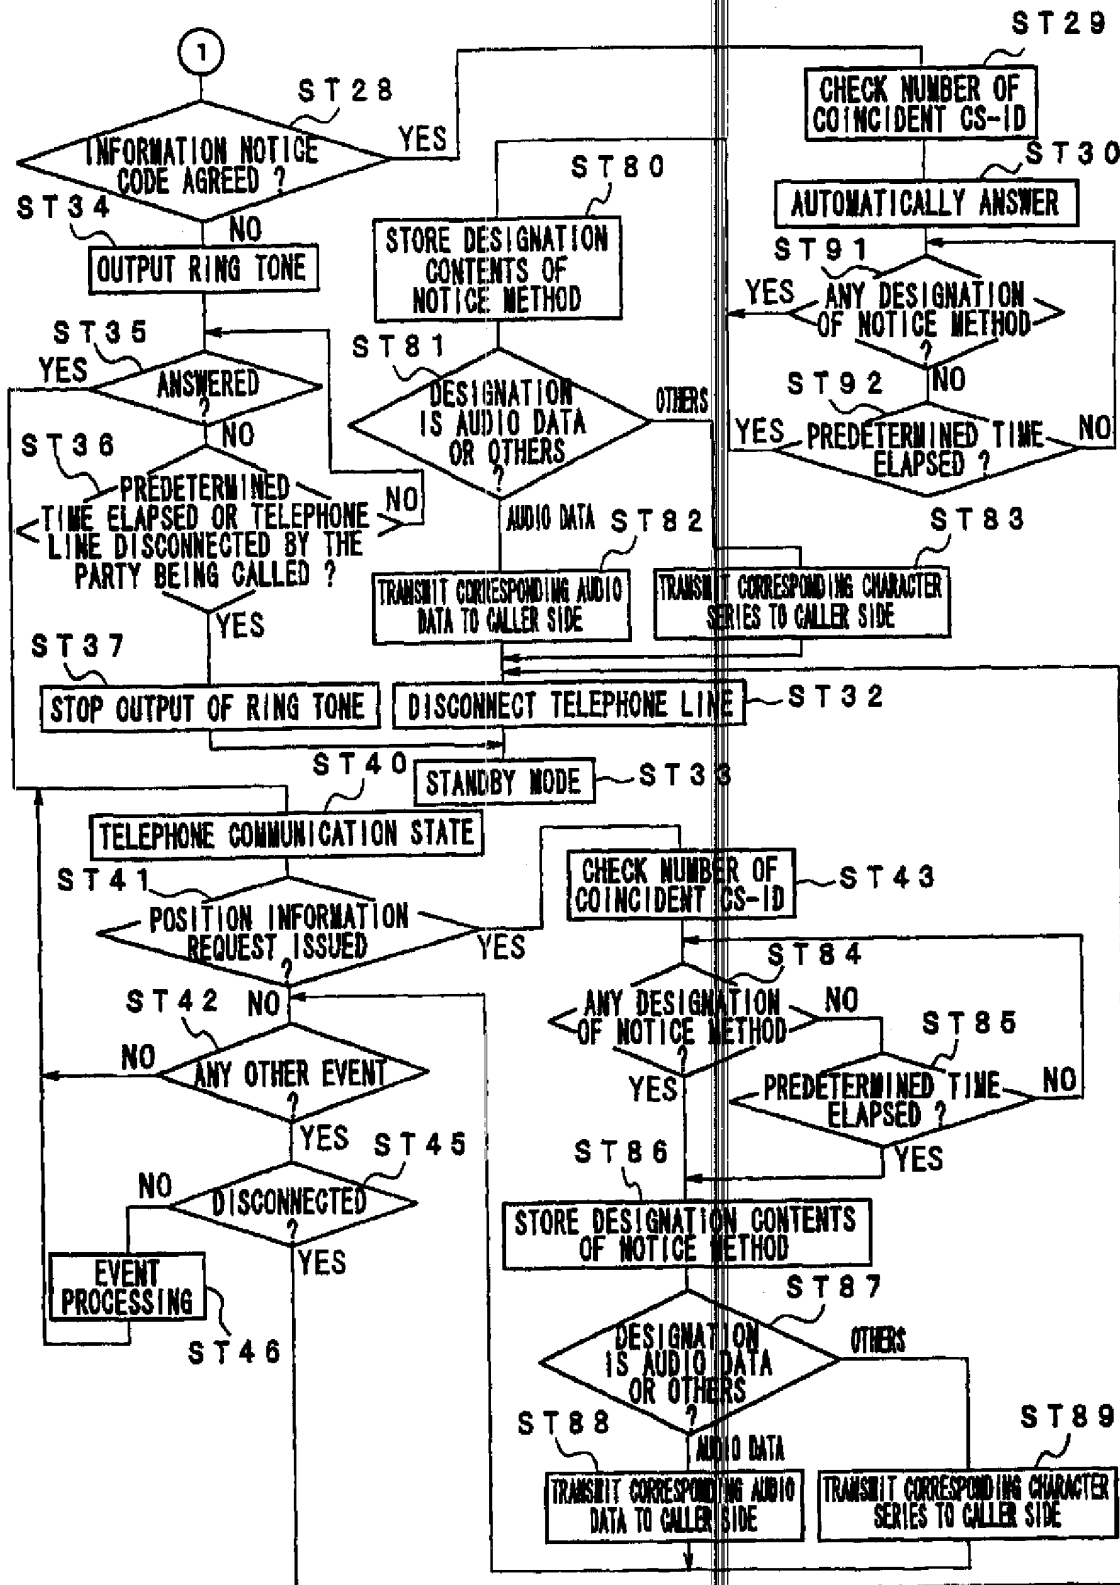 1
ST28
INFORMATION NOTICE
CODE AGREED ?
YES
NO
ST29
CHECK NUMBER OF
COINCIDENT CS-ID
ST30
AUTOMATICALLY ANSWER
ST91
ANY DESIGNATION
OF NOTICE METHOD
?
YES
NO
ST92
PREDETERMINED TIME
ELAPSED ?
YES
NO
ST34
OUTPUT RING TONE
ST35
ANSWERED
?
YES
NO
ST36
PREDETERMINED
TIME ELAPSED OR TELEPHONE
LINE DISCONNECTED BY THE
PARTY BEING CALLED ?
NO
YES
ST37
STOP OUTPUT OF RING TONE
ST80
STORE DESIGNATION
CONTENTS OF
NOTICE METHOD
ST81
DESIGNATION
IS AUDIO DATA
OR OTHERS
?
OTHERS
AUDIO DATA
ST82
TRANSMIT CORRESPONDING AUDIO
DATA TO CALLER SIDE
ST83
TRANSMIT CORRESPONDING CHARACTER
SERIES TO CALLER SIDE
DISCONNECT TELEPHONE LINE
ST32
STANDBY MODE
ST33
ST40
TELEPHONE COMMUNICATION STATE
ST41
POSITION INFORMATION
REQUEST ISSUED
?
YES
NO
ST42
ANY OTHER EVENT
?
NO
YES
ST45
DISCONNECTED
?
NO
YES
EVENT
PROCESSING
ST46
CHECK NUMBER OF
COINCIDENT CS-ID
ST43
ST84
ANY DESIGNATION
OF NOTICE METHOD
?
NO
YES
ST85
PREDETERMINED TIME
ELAPSED ?
NO
YES
ST86
STORE DESIGNATION CONTENTS
OF NOTICE METHOD
ST87
DESIGNATION
IS AUDIO DATA
OR OTHERS
?
OTHERS
AUDIO DATA
ST88
TRANSMIT CORRESPONDING AUDIO
DATA TO CALLER SIDE
ST89
TRANSMIT CORRESPONDING CHARACTER
SERIES TO CALLER SIDE